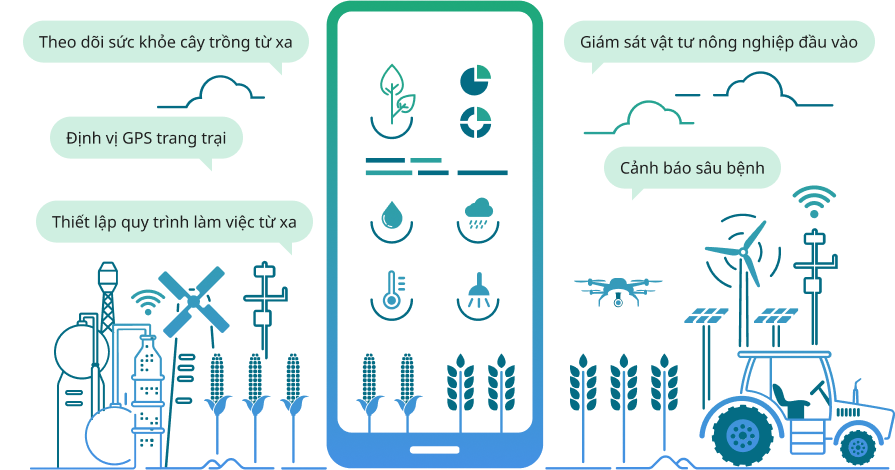 Theo dõi sức khỏe cây trồng từ xa
Định vị GPS trang trại
Thiết lập quy trình làm việc từ xa
Giám sát vật tư nông nghiệp đầu vào
Cảnh báo sâu bệnh